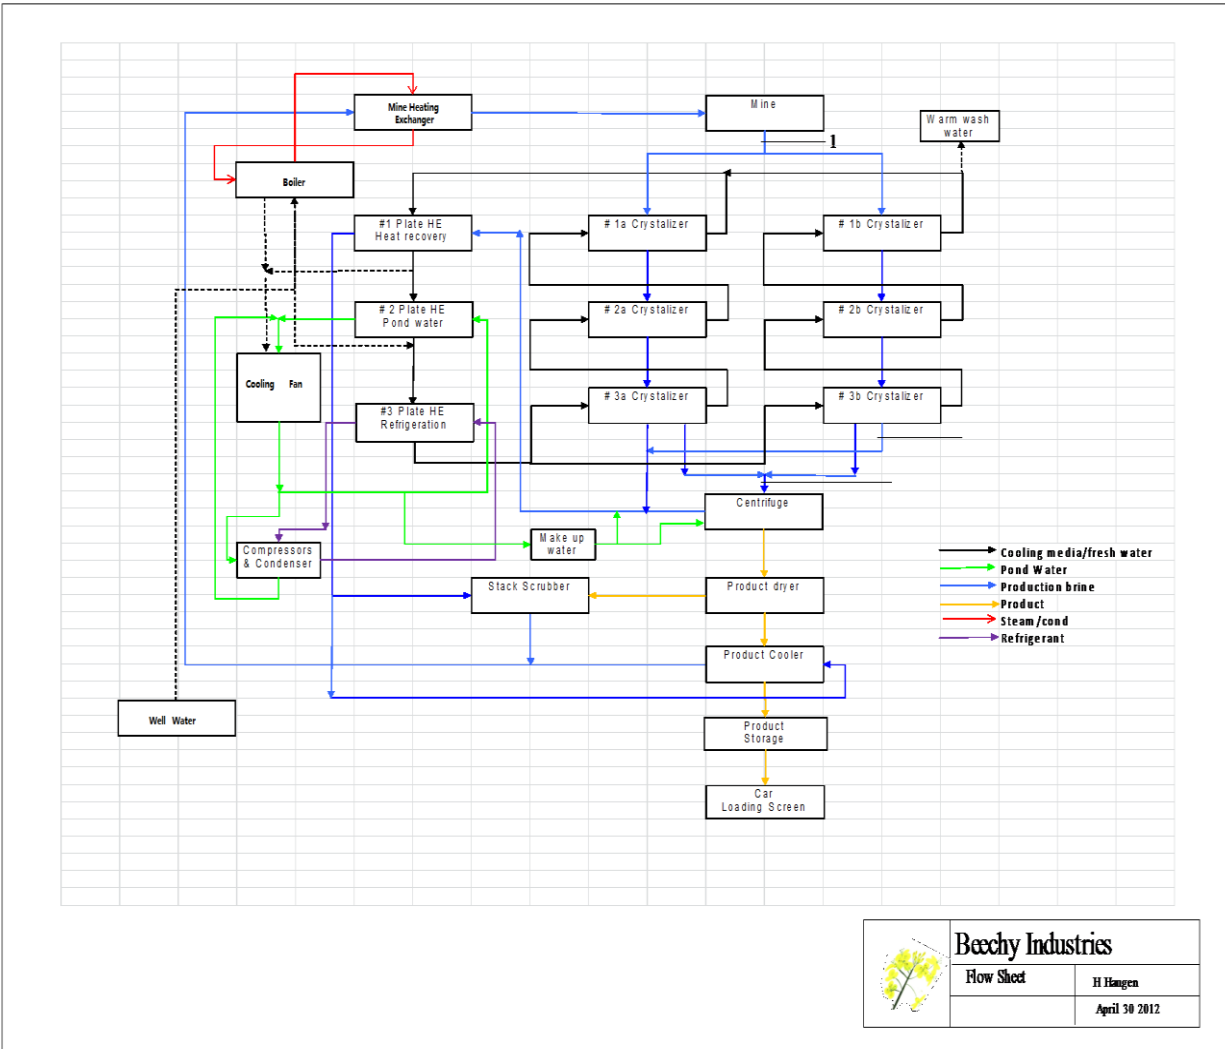 Mine Heating
Exchanger
Mine
Warm wash
water
1
Boiler
#1 Plate HE
Heat recovery
# 1a Crystalizer
# 1b Crystalizer
# 2 Plate HE
Pond water
# 2a Crystalizer
# 2b Crystalizer
Cooling Fan
#3 Plate HE
Refrigeration
# 3a Crystalizer
# 3b Crystalizer
Centrifuge
Make up
water
Compressors
& Condenser
Cooling media/fresh water
Pond Water
Production brine
Product
Steam/cond
Refrigerant
Stack Scrubber
Product dryer
Product Cooler
Well Water
Product
Storage
Car
Loading Screen
Beechy Industries
Flow Sheet
H Haugen
April 30 2012